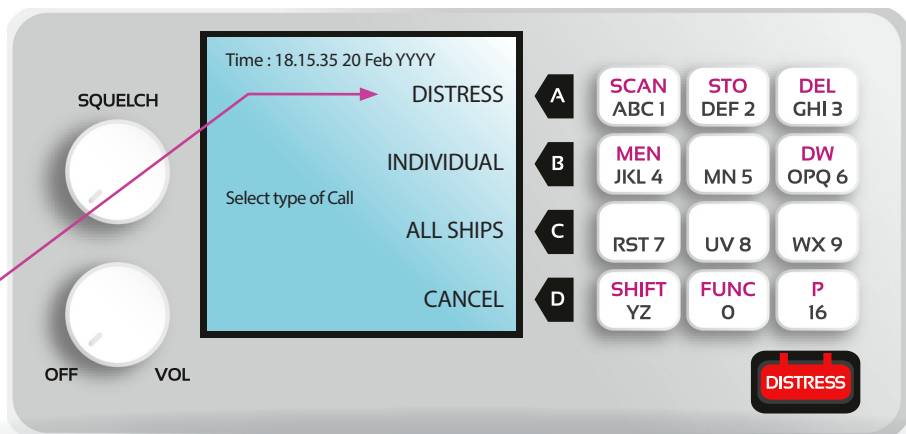 SQUELCH
OFF VOL
Time : 18.15.35 20 Feb YYYY
DISTRESS
INDIVIDUAL
Select type of Call
ALL SHIPS
CANCEL
A
B
C
D
SCAN STO DEL
ABC 1 DEF 2 GHI 3
MEN DW
JKL 4 MN 5 OPQ 6
RST 7 UV 8 WX 9
SHIFT FUNC P
YZ 0 16
DISTRESS